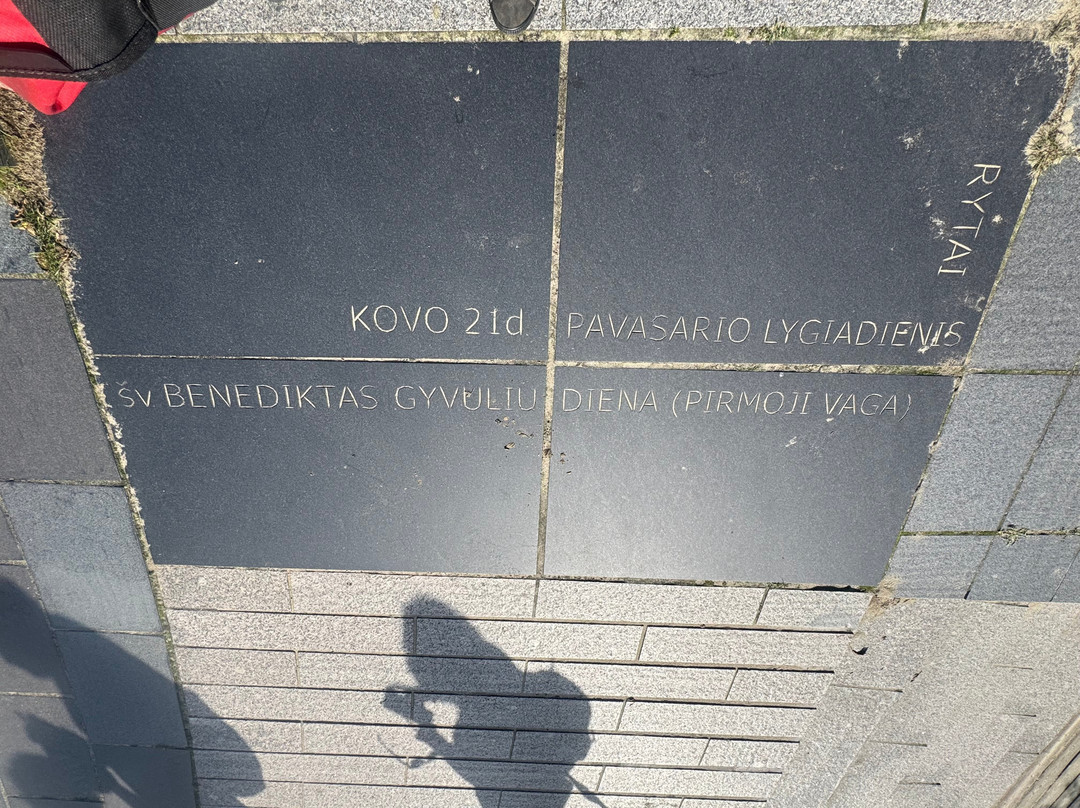 RYTAI
KOVO 21d PAVASARIO LYGIADIENIS
šv BENEDIKTAS GYVULIU DIENA (PIRMOJI VAGA)